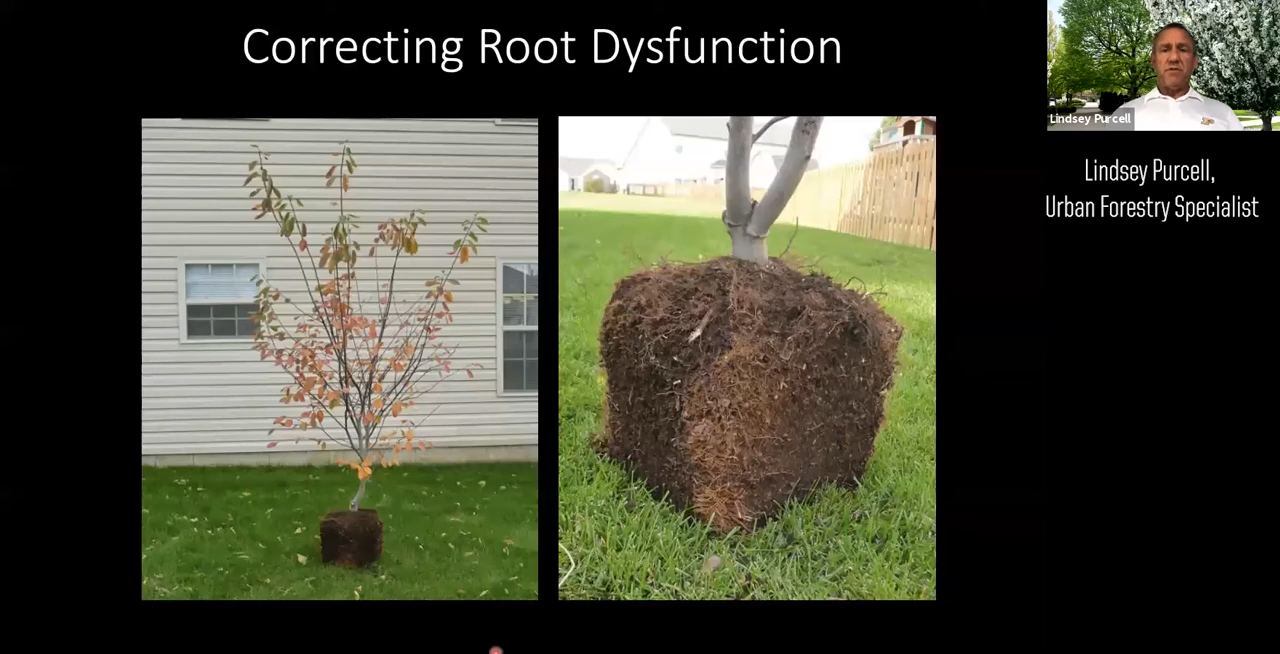 Correcting Root Dysfunction
Lindsey Purcell
Lindsey Purcell,
Urban Forestry Specialist